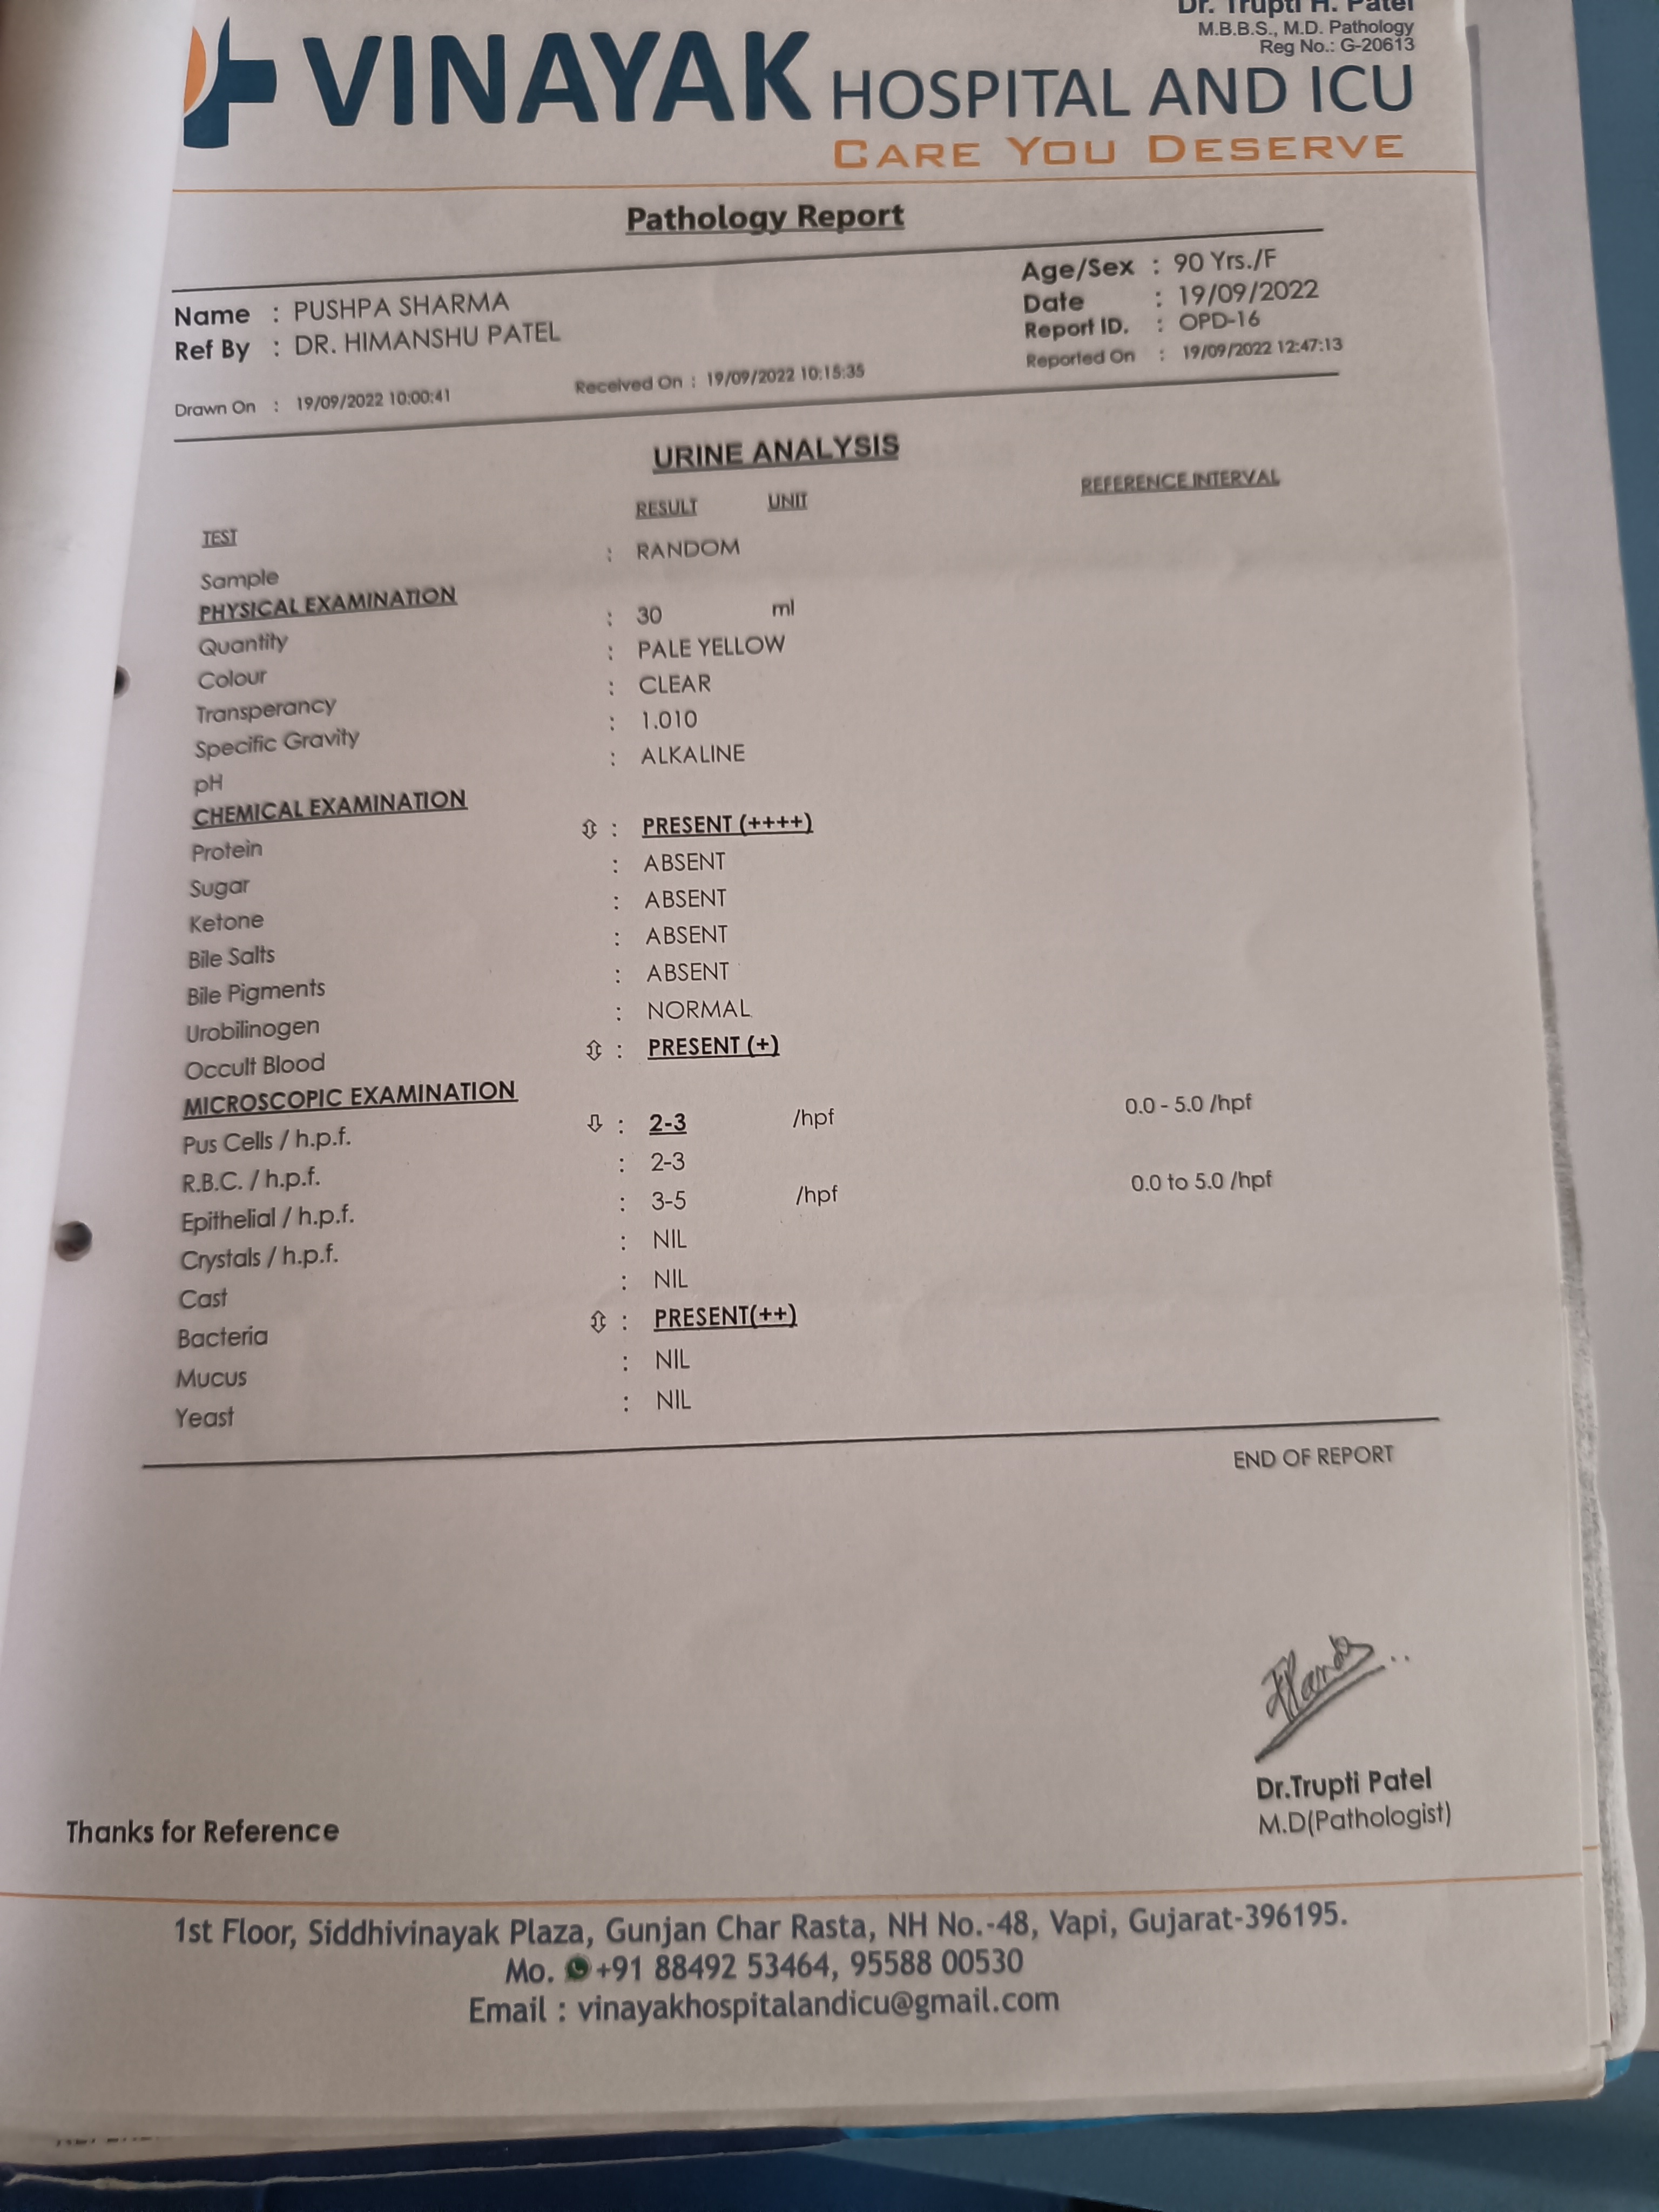 Dr. Trupti H. Patel
M.B.B.S., M.D. Pathology
Reg No.: G-20613
VINAYAK HOSPITAL AND ICU
CARE YOU DESERVE
Pathology Report
Name : PUSHPA SHARMA
Age/Sex : 90 Yrs./F
Ref By : DR. HIMANSHU PATEL
Date : 19/09/2022
Report ID. : OPD-16
Drawn On : 19/09/2022 10:00:41 Received On : 19/09/2022 10:15:35 Reported On : 19/09/2022 12:47:13
URINE ANALYSIS
TEST RESULT UNIT REFERENCE INTERVAL
Sample : RANDOM
PHYSICAL EXAMINATION
Quantity : 30 ml
Colour : PALE YELLOW
Transperancy : CLEAR
Specific Gravity : 1.010
pH : ALKALINE
CHEMICAL EXAMINATION
Protein ⇳ : PRESENT (++++)
Sugar : ABSENT
Ketone : ABSENT
Bile Salts : ABSENT
Bile Pigments : ABSENT
Urobilinogen : NORMAL
Occult Blood ⇳ : PRESENT (+)
MICROSCOPIC EXAMINATION
Pus Cells / h.p.f. ⇩ : 2-3 /hpf 0.0 - 5.0 /hpf
R.B.C. / h.p.f. : 2-3
Epithelial / h.p.f. : 3-5 /hpf 0.0 to 5.0 /hpf
Crystals / h.p.f. : NIL
Cast : NIL
Bacteria ⇳ : PRESENT(++)
Mucus : NIL
Yeast : NIL
END OF REPORT
Dr.Trupti Patel
M.D(Pathologist)
Thanks for Reference
1st Floor, Siddhivinayak Plaza, Gunjan Char Rasta, NH No.-48, Vapi, Gujarat-396195.
Mo. +91 88492 53464, 95588 00530
Email : vinayakhospitalandicu@gmail.com